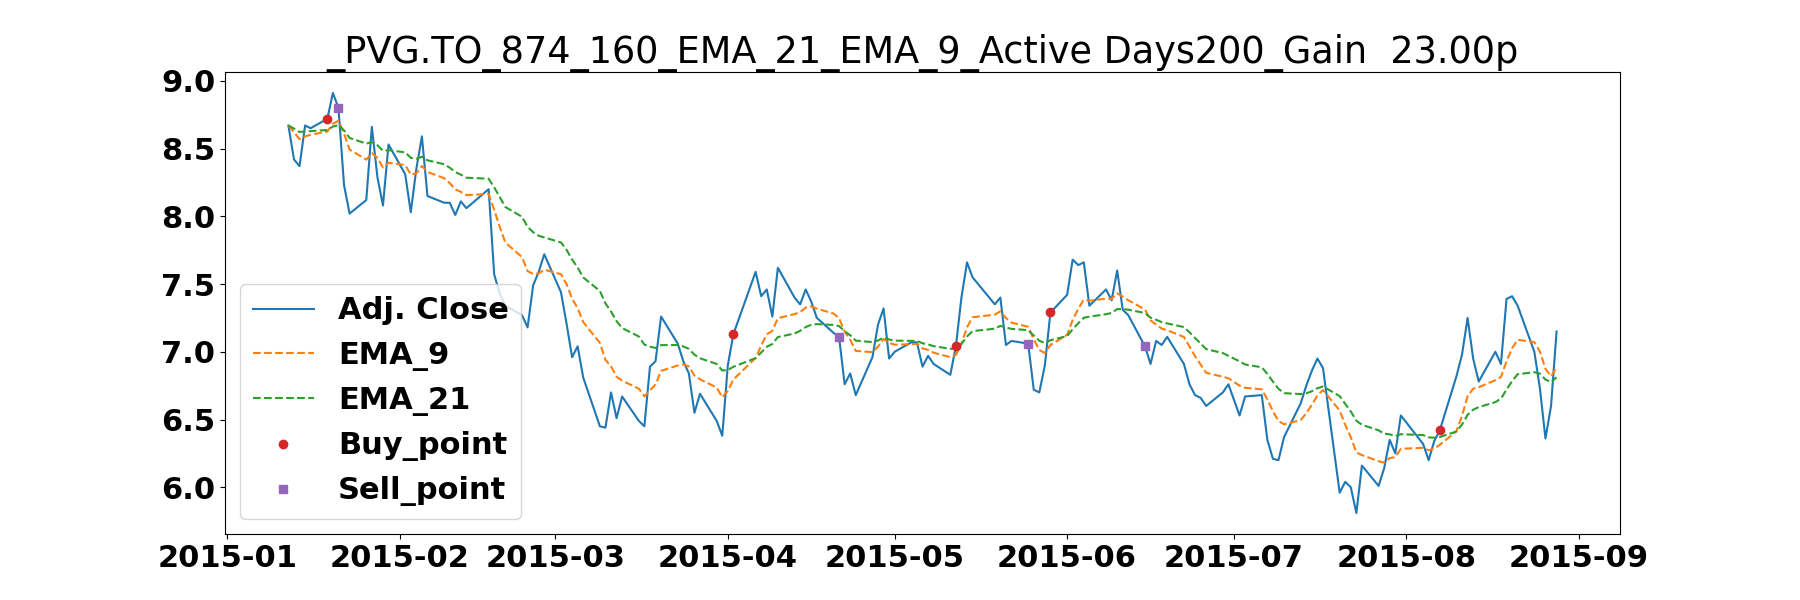 _PVG.TO_874_160_EMA_21_EMA_9_Active Days200_Gain  23.00p
9.0
8.5
8.0
7.5
7.0
6.5
6.0
Adj. Close
EMA_9
EMA_21
Buy_point
Sell_point
2015-01 2015-02 2015-03 2015-04 2015-05 2015-06 2015-07 2015-08 2015-09